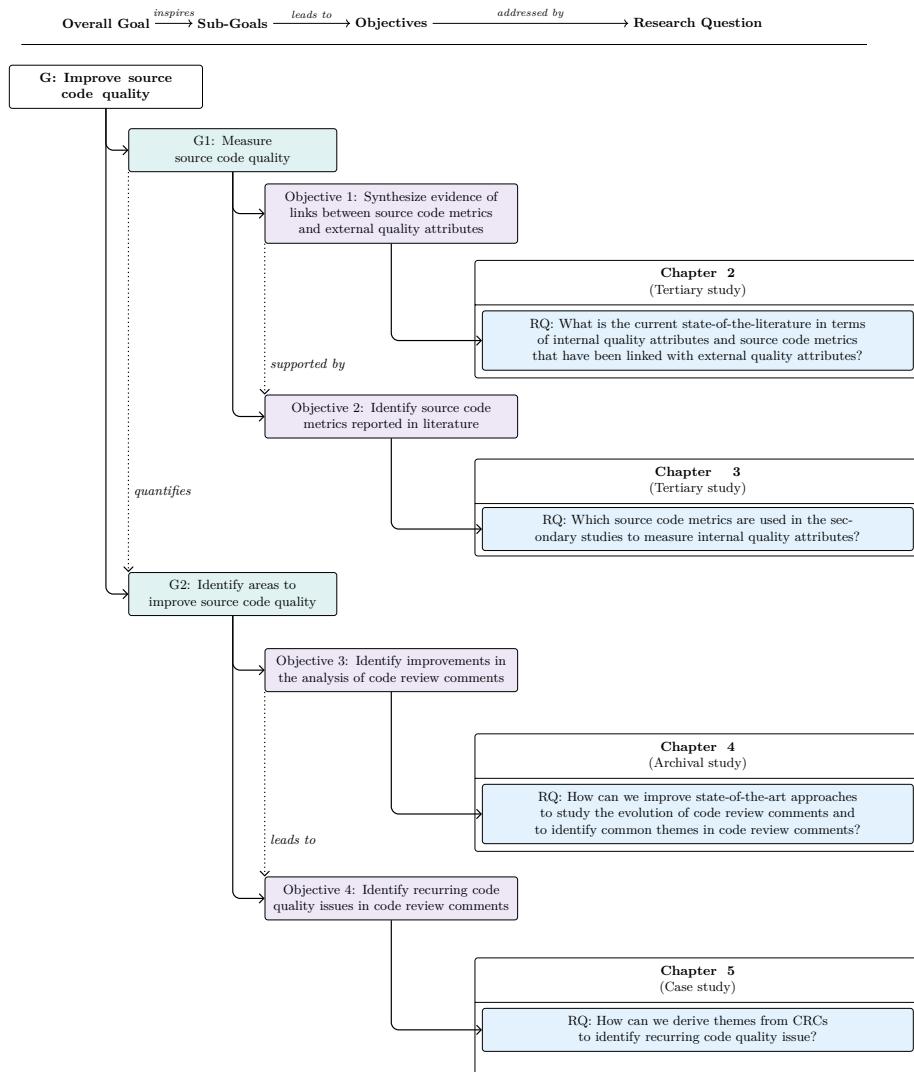 Overall Goal inspires Sub-Goals leads to Objectives addressed by Research Question
G: Improve source
code quality
G1: Measure
source code quality
Objective 1: Synthesize evidence of
links between source code metrics
and external quality attributes
Chapter 2
(Tertiary study)
RQ: What is the current state-of-the-literature in terms
of internal quality attributes and source code metrics
that have been linked with external quality attributes?
supported by
Objective 2: Identify source code
metrics reported in literature
Chapter 3
(Tertiary study)
quantifies
RQ: Which source code metrics are used in the sec-
ondary studies to measure internal quality attributes?
G2: Identify areas to
improve source code quality
Objective 3: Identify improvements in
the analysis of code review comments
Chapter 4
(Archival study)
RQ: How can we improve state-of-the-art approaches
to study the evolution of code review comments and
to identify common themes in code review comments?
leads to
Objective 4: Identify recurring code
quality issues in code review comments
Chapter 5
(Case study)
RQ: How can we derive themes from CRCs
to identify recurring code quality issue?